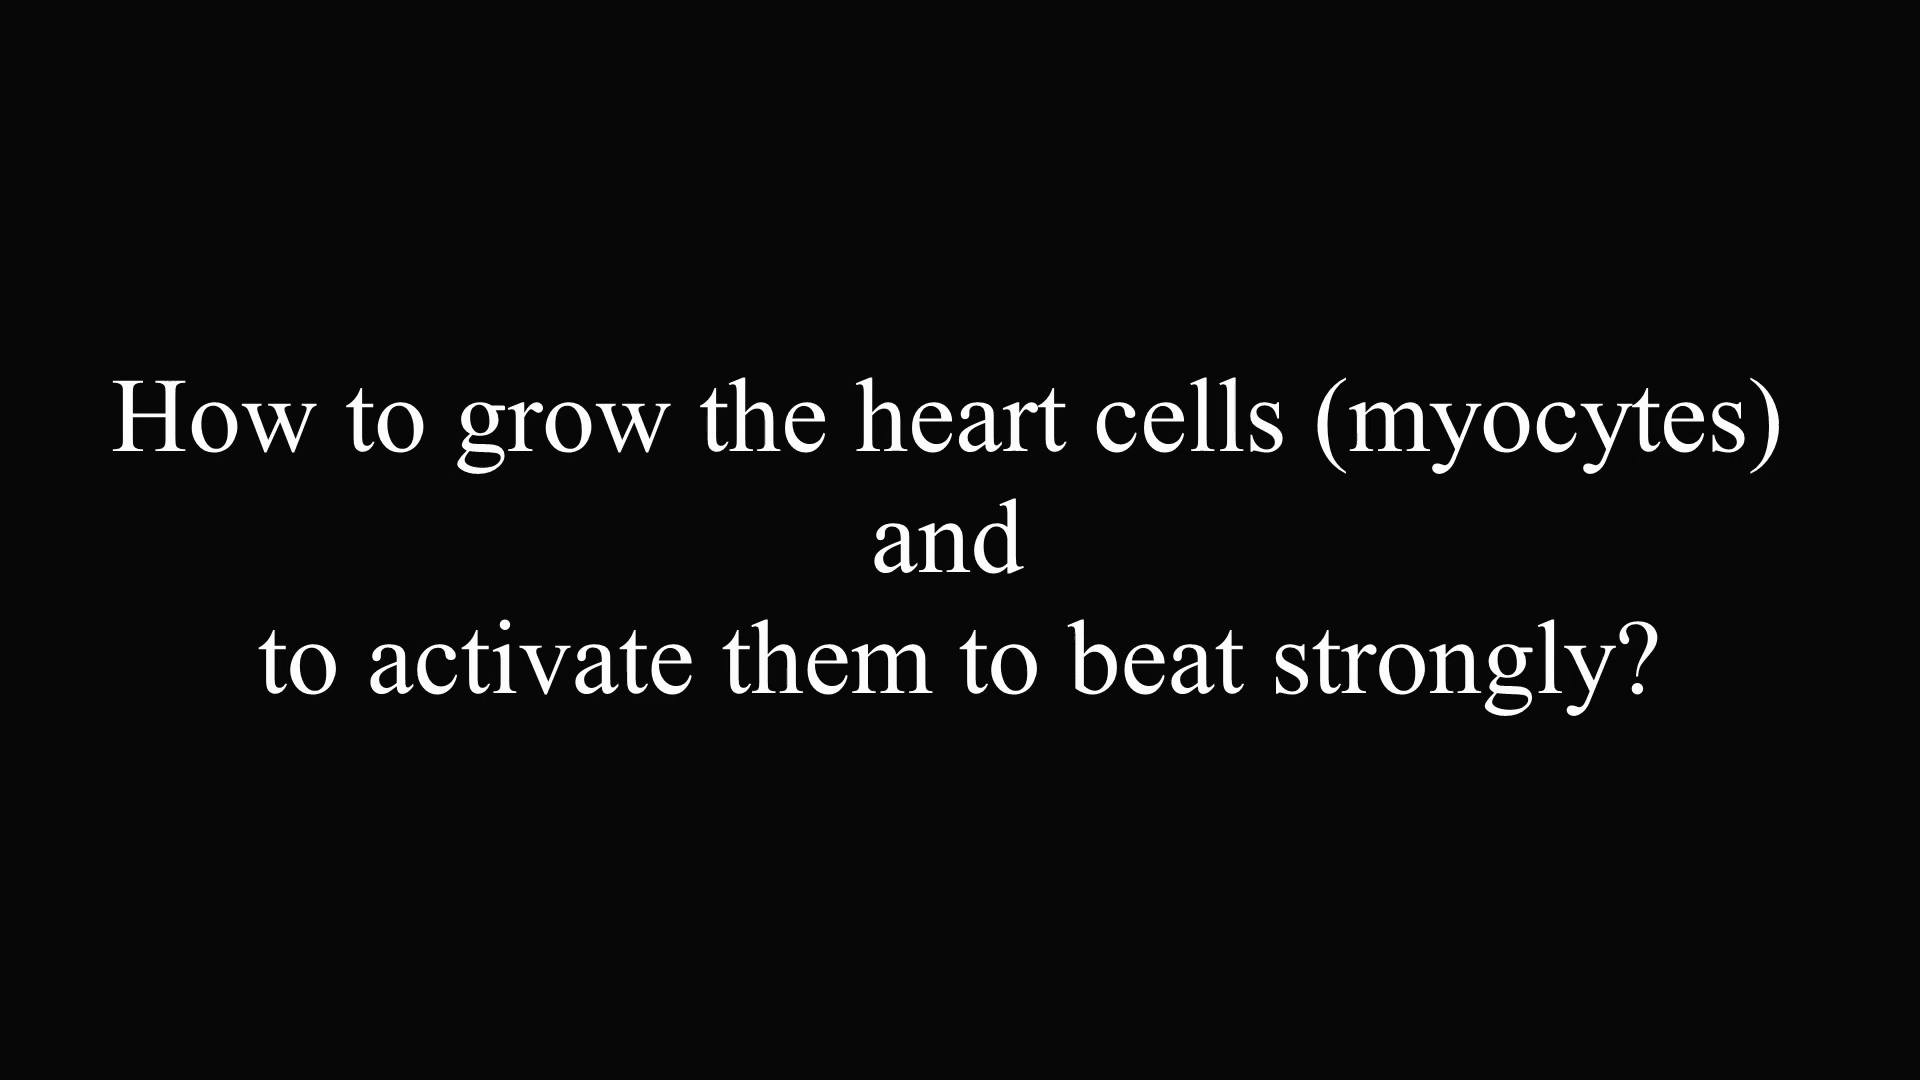 How to grow the heart cells (myocytes)
and
to activate them to beat strongly?